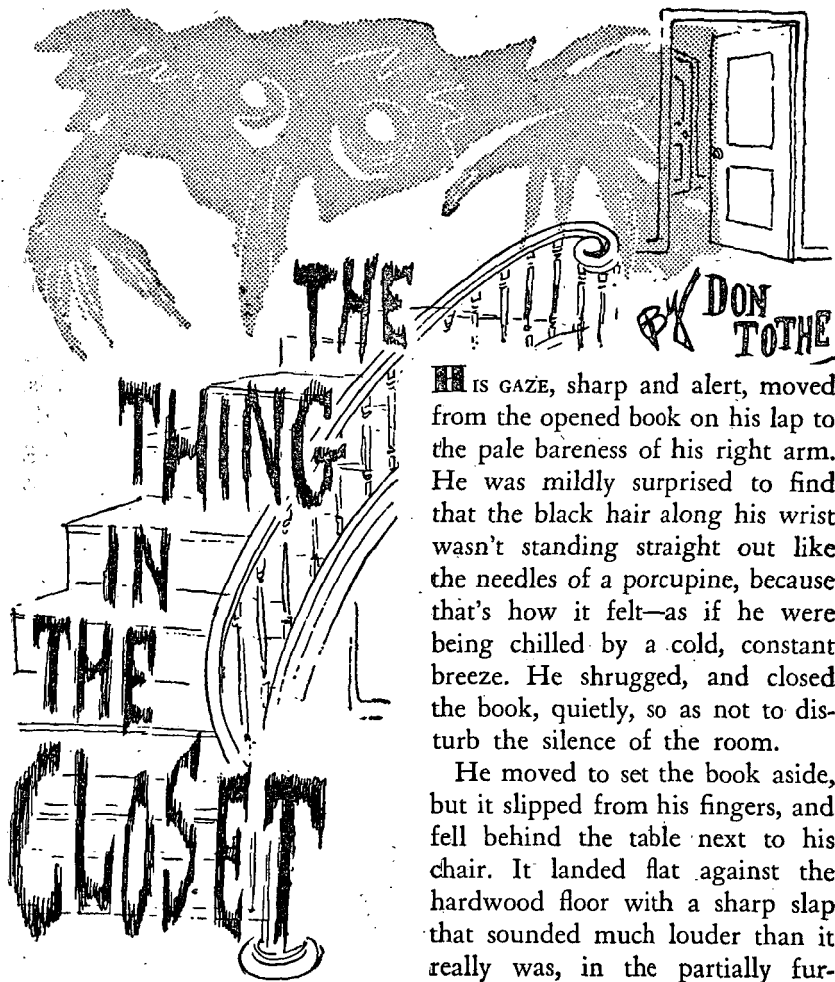 THE
THING
IN
THE
CLOSET
By DON
TOTHE
HIS GAZE, sharp and alert, moved
from the opened book on his lap to
the pale bareness of his right arm.
He was mildly surprised to find
that the black hair along his wrist
wasn't standing straight out like
the needles of a porcupine, because
that's how it felt—as if he were
being chilled by a cold, constant
breeze. He shrugged, and closed
the book, quietly, so as not to dis-
turb the silence of the room.
He moved to set the book aside,
but it slipped from his fingers, and
fell behind the table next to his
chair. It landed flat against the
hardwood floor with a sharp slap
that sounded much louder than it
really was, in the partially fur-